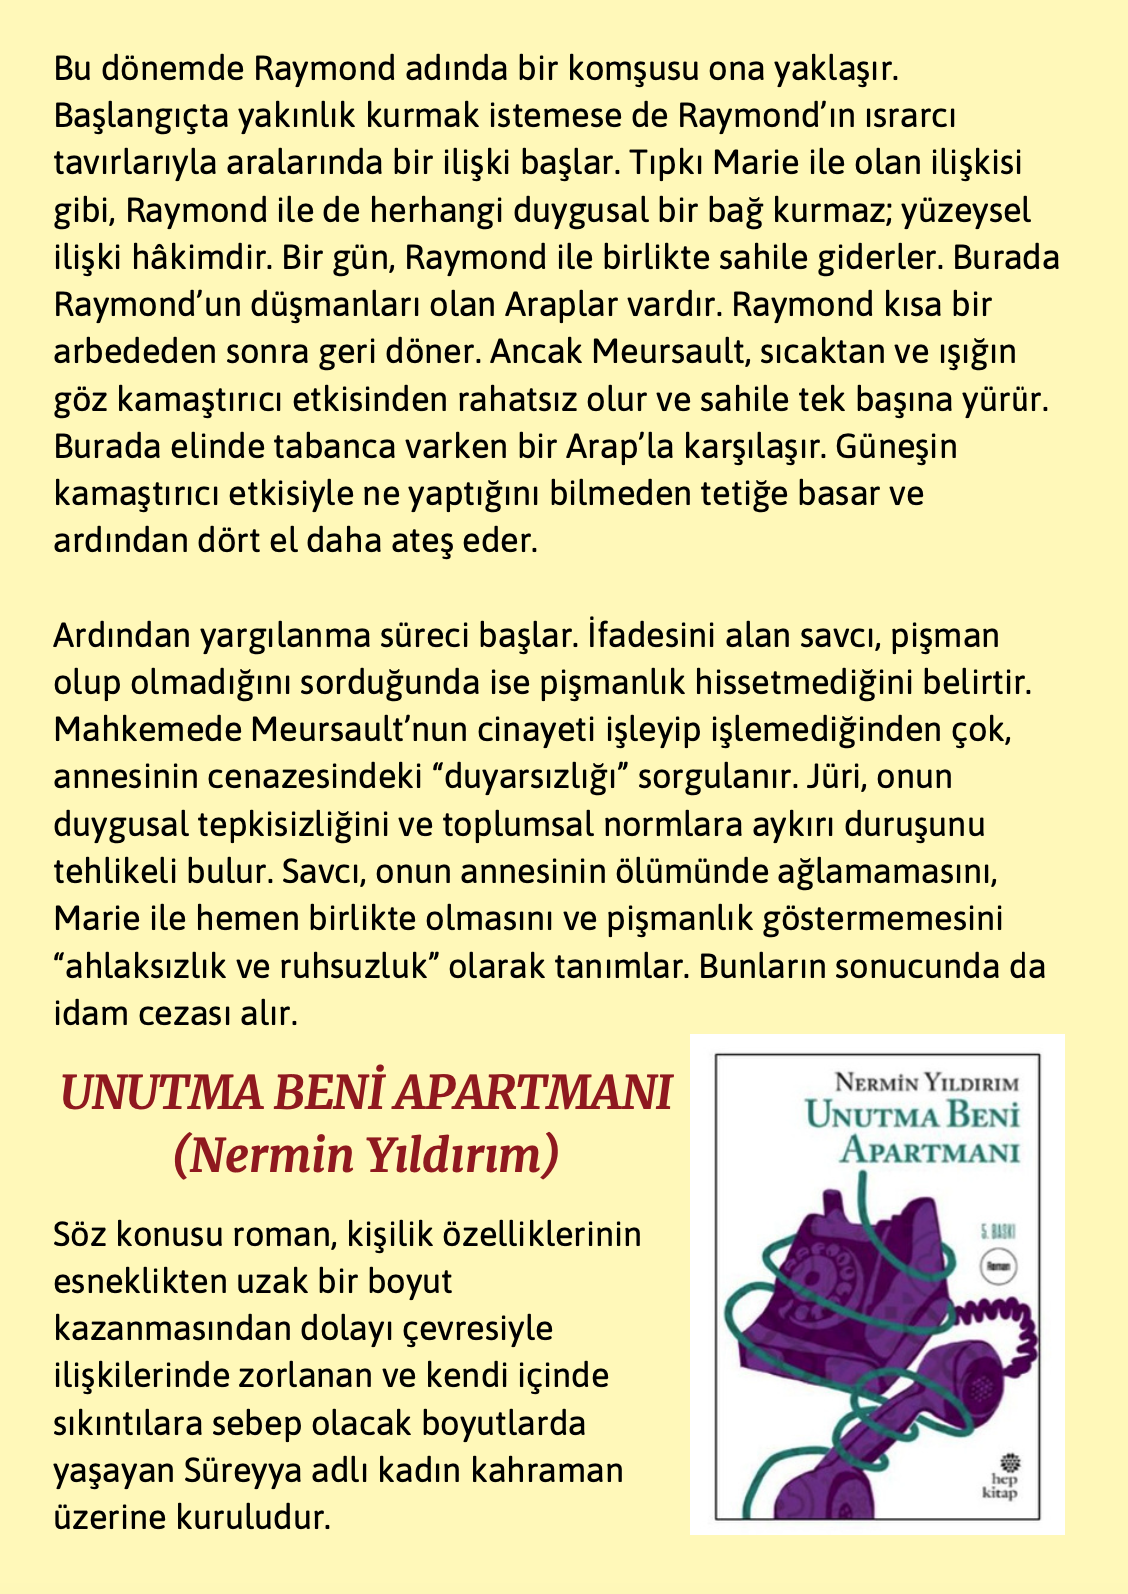 Bu dönemde Raymond adında bir komşusu ona yaklaşır.
Başlangıçta yakınlık kurmak istemese de Raymond’ın ısrarcı
tavırlarıyla aralarında bir ilişki başlar. Tıpkı Marie ile olan ilişkisi
gibi, Raymond ile de herhangi duygusal bir bağ kurmaz; yüzeysel
ilişki hâkimdir. Bir gün, Raymond ile birlikte sahile giderler. Burada
Raymond’un düşmanları olan Araplar vardır. Raymond kısa bir
arbededen sonra geri döner. Ancak Meursault, sıcaktan ve ışığın
göz kamaştırıcı etkisinden rahatsız olur ve sahile tek başına yürür.
Burada elinde tabanca varken bir Arap’la karşılaşır. Güneşin
kamaştırıcı etkisiyle ne yaptığını bilmeden tetiğe basar ve
ardından dört el daha ateş eder.
Ardından yargılanma süreci başlar. İfadesini alan savcı, pişman
olup olmadığını sorduğunda ise pişmanlık hissetmediğini belirtir.
Mahkemede Meursault’nun cinayeti işleyip işlemediğinden çok,
annesinin cenazesindeki “duyarsızlığı” sorgulanır. Jüri, onun
duygusal tepkisizliğini ve toplumsal normlara aykırı duruşunu
tehlikeli bulur. Savcı, onun annesinin ölümünde ağlamamasını,
Marie ile hemen birlikte olmasını ve pişmanlık göstermemesini
“ahlaksızlık ve ruhsuzluk” olarak tanımlar. Bunların sonucunda da
idam cezası alır.
UNUTMA BENİ APARTMANI
(Nermin Yıldırım)
Söz konusu roman, kişilik özelliklerinin
esneklikten uzak bir boyut
kazanmasından dolayı çevresiyle
ilişkilerinde zorlanan ve kendi içinde
sıkıntılara sebep olacak boyutlarda
yaşayan Süreyya adlı kadın kahraman
üzerine kuruludur.
NERMİN YILDIRIM
UNUTMA BENİ
APARTMANI
5. BASKI
Roman
hep
kitap